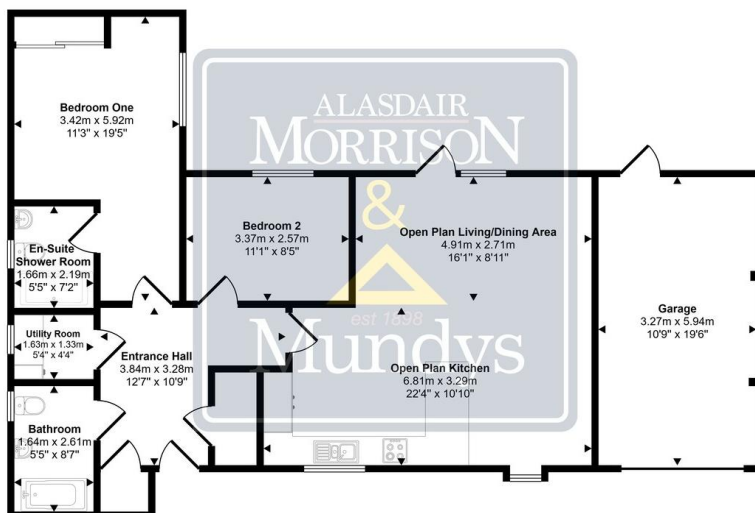 Bedroom One
3.42m x 5.92m
11'3" x 19'5"
ALASDAIR
MORRISON
&
est 1898
Mundys
Bedroom 2
3.37m x 2.57m
11'1" x 8'5"
Open Plan Living/Dining Area
4.91m x 2.71m
16'1" x 8'11"
En-Suite
Shower Room
1.66m x 2.19m
5'5" x 7'2"
Garage
3.27m x 5.94m
10'9" x 19'6"
Utility Room
1.63m x 1.33m
5'4" x 4'4"
Entrance Hall
3.84m x 3.28m
12'7" x 10'9"
Open Plan Kitchen
6.81m x 3.29m
22'4" x 10'10"
Bathroom
1.64m x 2.61m
5'5" x 8'7"